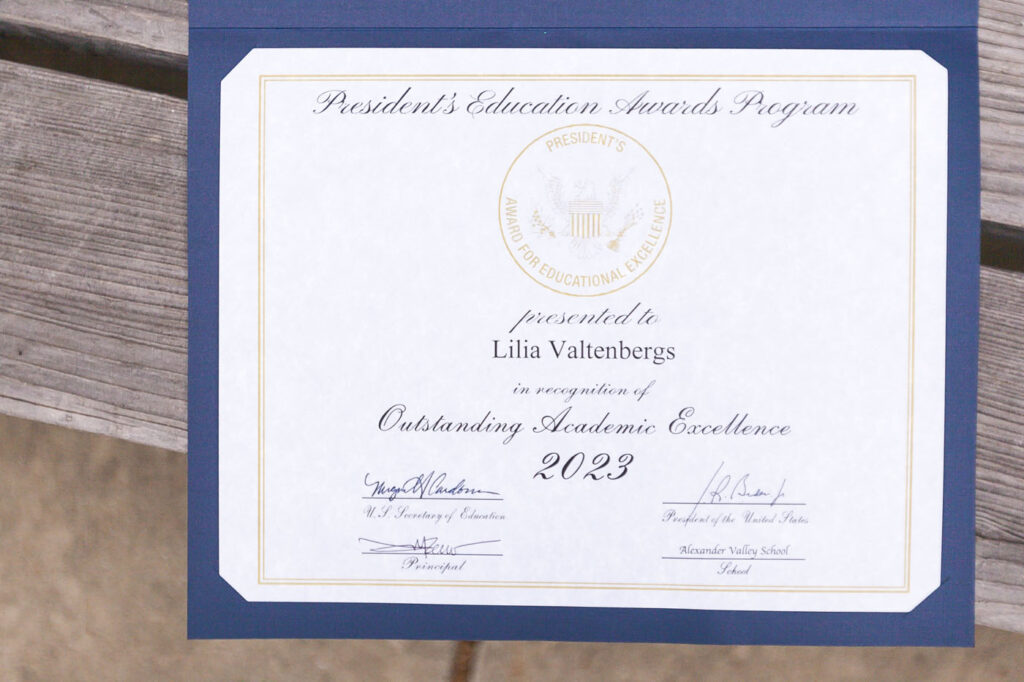 President's Education Awards Program
PRESIDENT'S
AWARD FOR EDUCATIONAL EXCELLENCE
presented to
Lilia Valtenbergs
in recognition of
Outstanding Academic Excellence
2023
U.S. Secretary of Education
President of the United States
Alexander Valley School
Principal
School